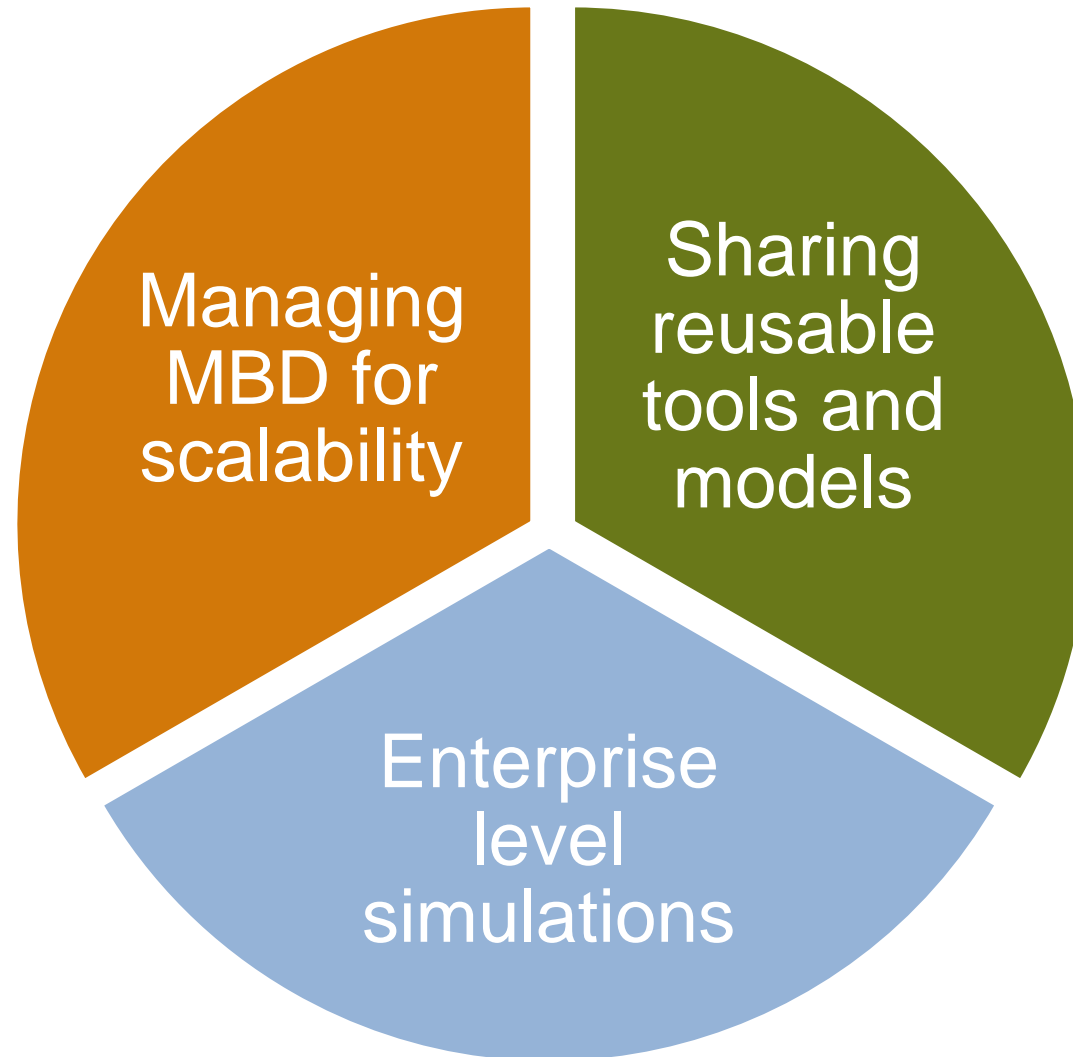 Managing
MBD for
scalability
Sharing
reusable
tools and
models
Enterprise
level
simulations